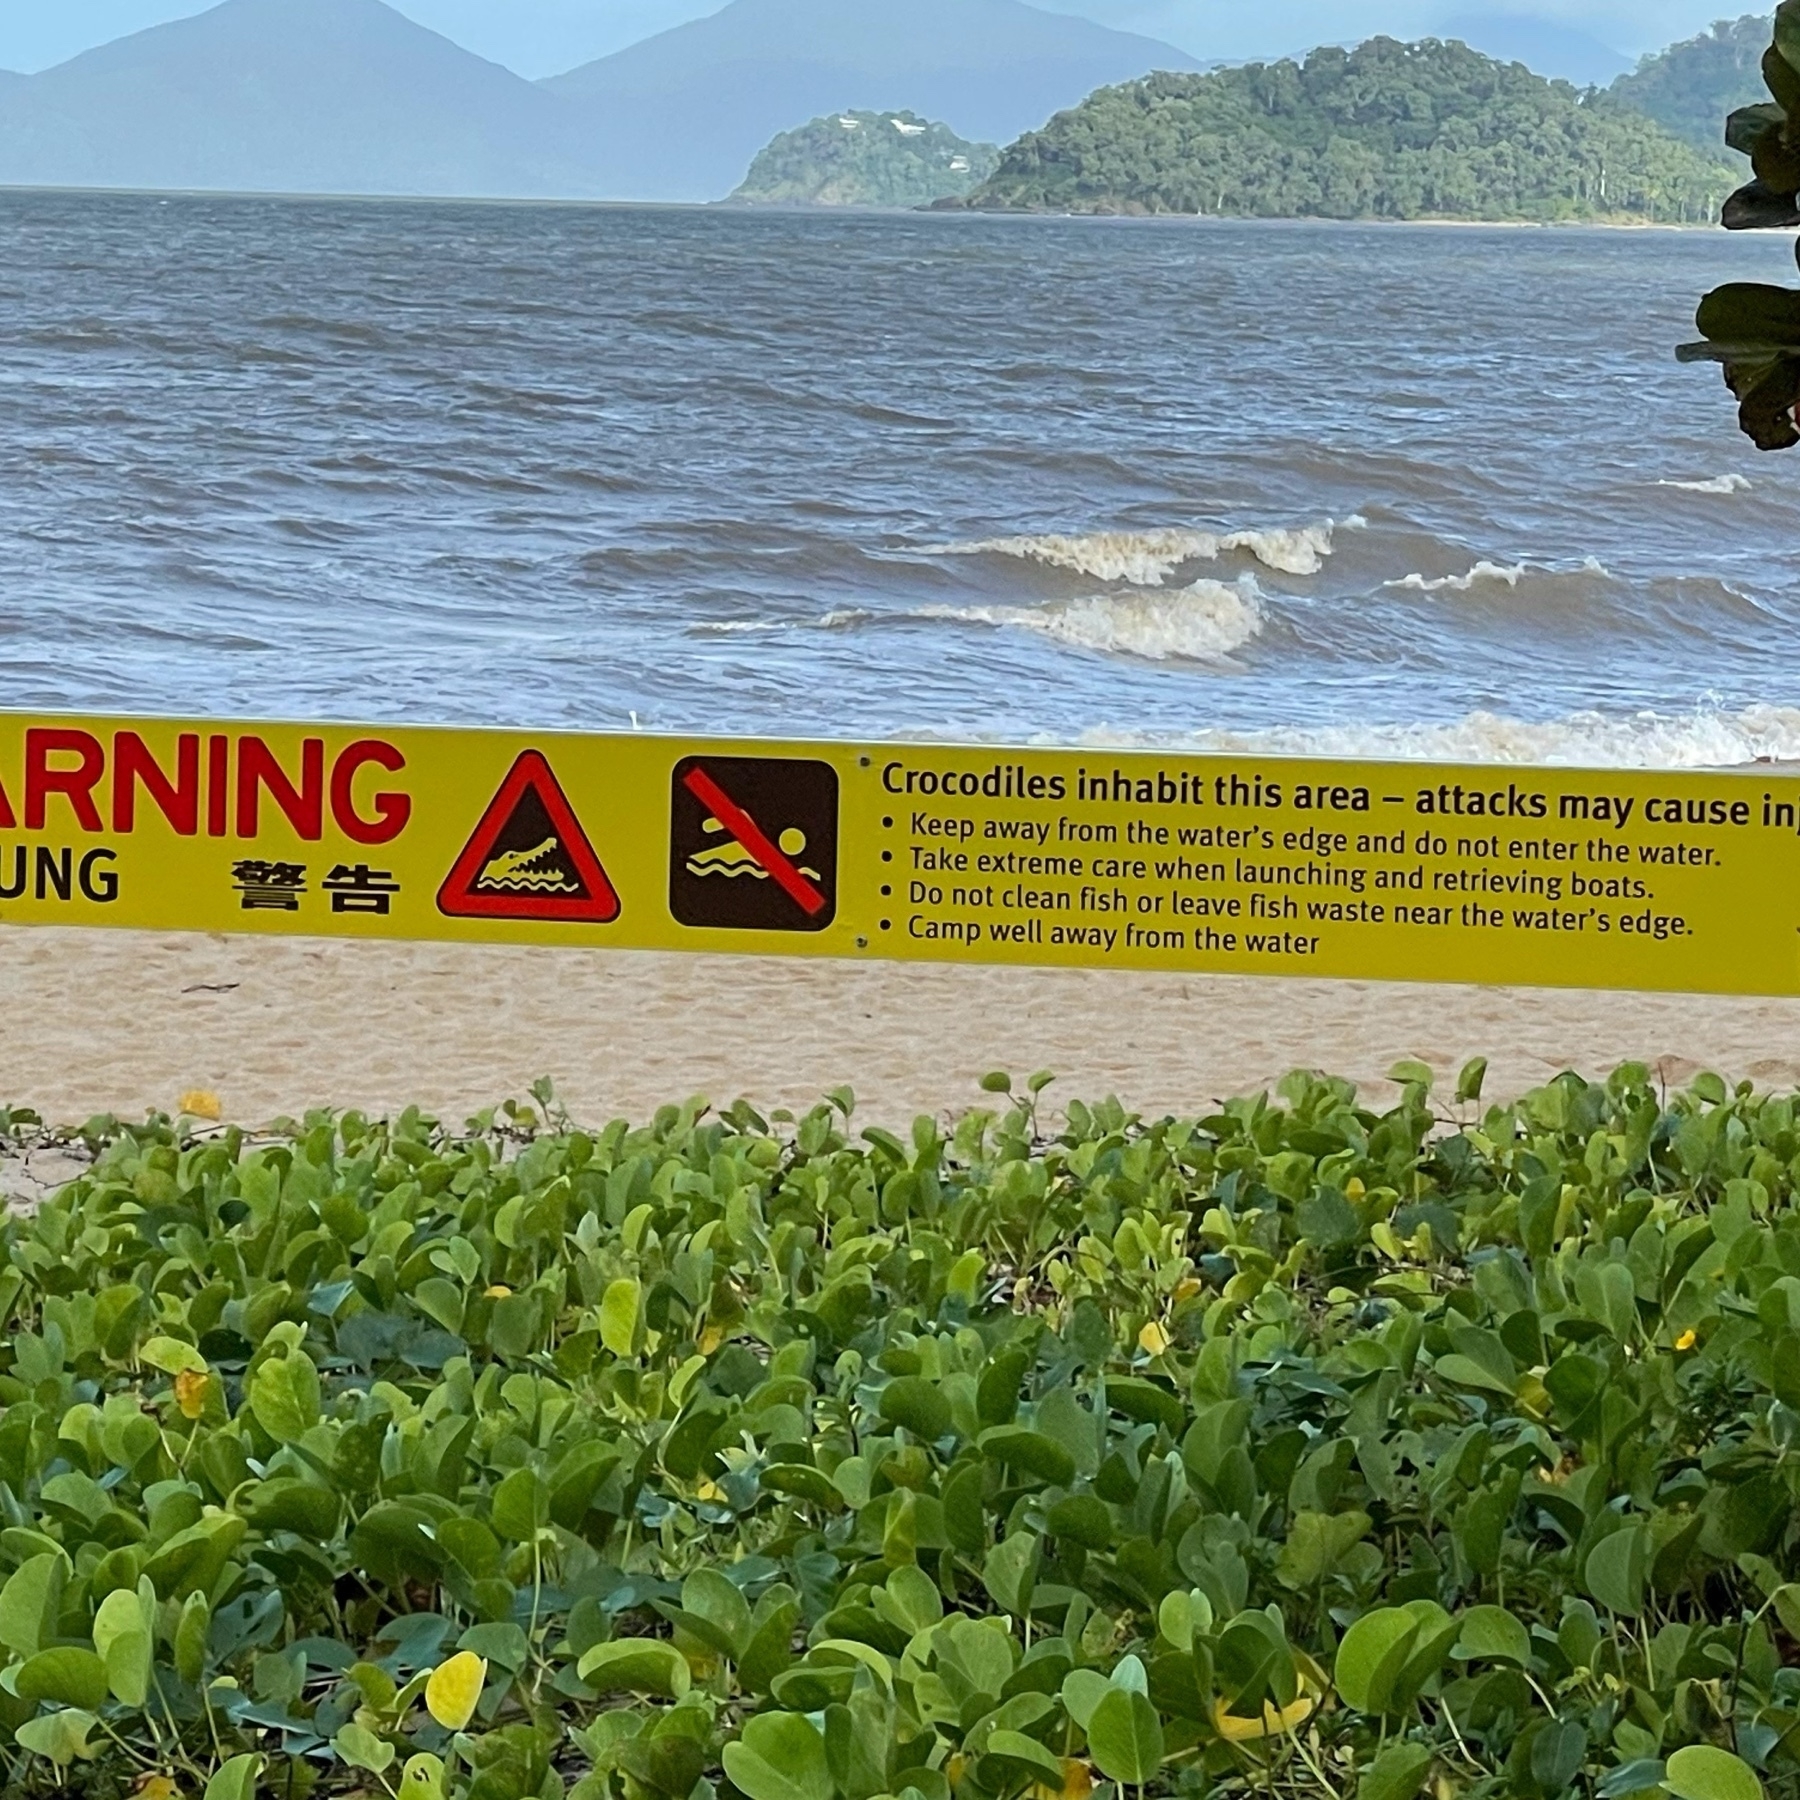 ARNING
UNG 警告
Crocodiles inhabit this area – attacks may cause inj
• Keep away from the water's edge and do not enter the water.
• Take extreme care when launching and retrieving boats.
• Do not clean fish or leave fish waste near the water's edge.
• Camp well away from the water